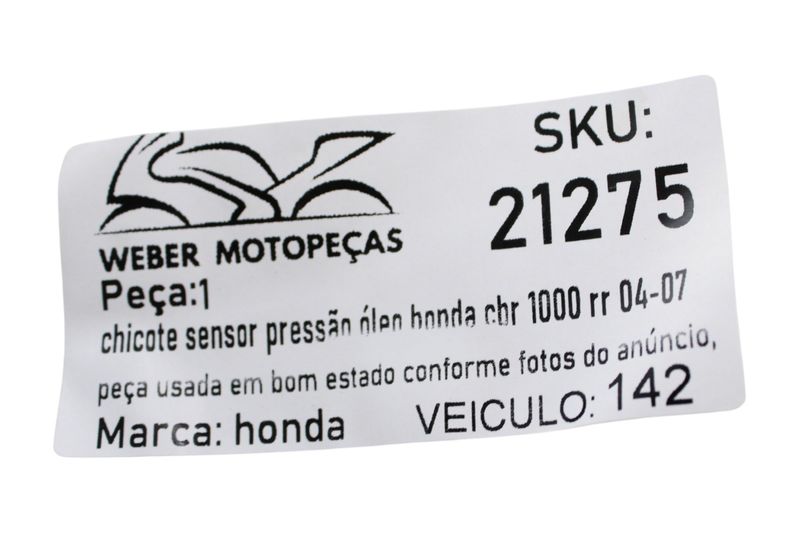 SKU:
21275
WEBER MOTOPEÇAS
Peça:1
chicote sensor pressão óleo honda cbr 1000 rr 04-07
peça usada em bom estado conforme fotos do anúncio,
Marca: honda
VEICULO: 142